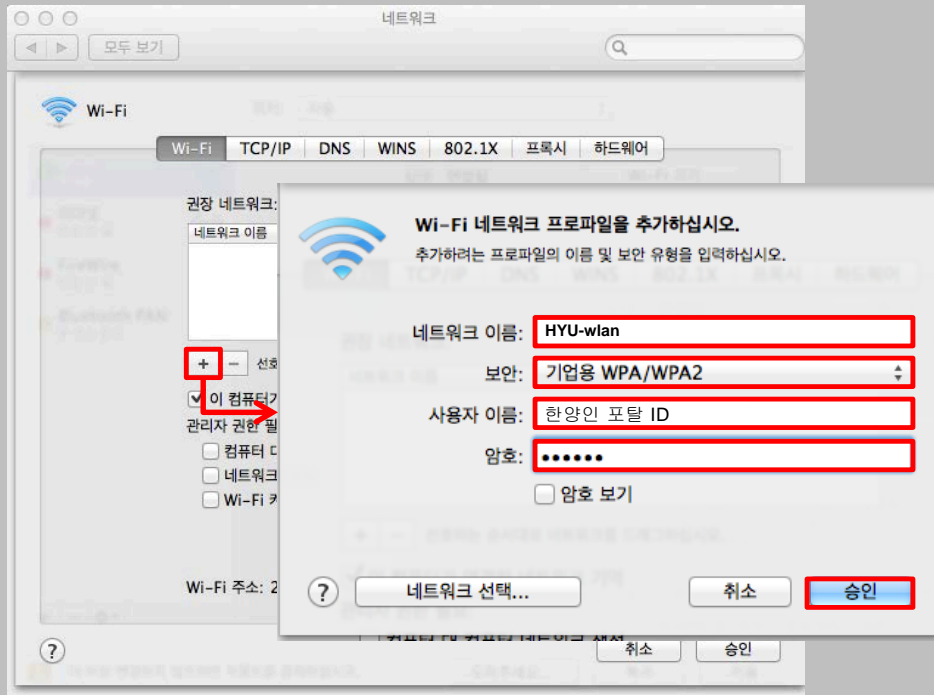 네트워크
모두 보기
Wi-Fi
Wi-Fi TCP/IP DNS WINS 802.1X 프록시 하드웨어
권장 네트워크:
네트워크 이름
+ −
이 컴퓨터
관리자 권한
컴퓨터
네트워크
Wi-Fi
Wi-Fi 주소: 2
?
취소 승인
Wi-Fi 네트워크 프로파일을 추가하십시오.
추가하려는 프로파일의 이름 및 보안 유형을 입력하십시오.
네트워크 이름: HYU-wlan
보안: 기업용 WPA/WPA2
사용자 이름: 한양인 포탈 ID
암호: ••••••
암호 보기
? 네트워크 선택... 취소 승인